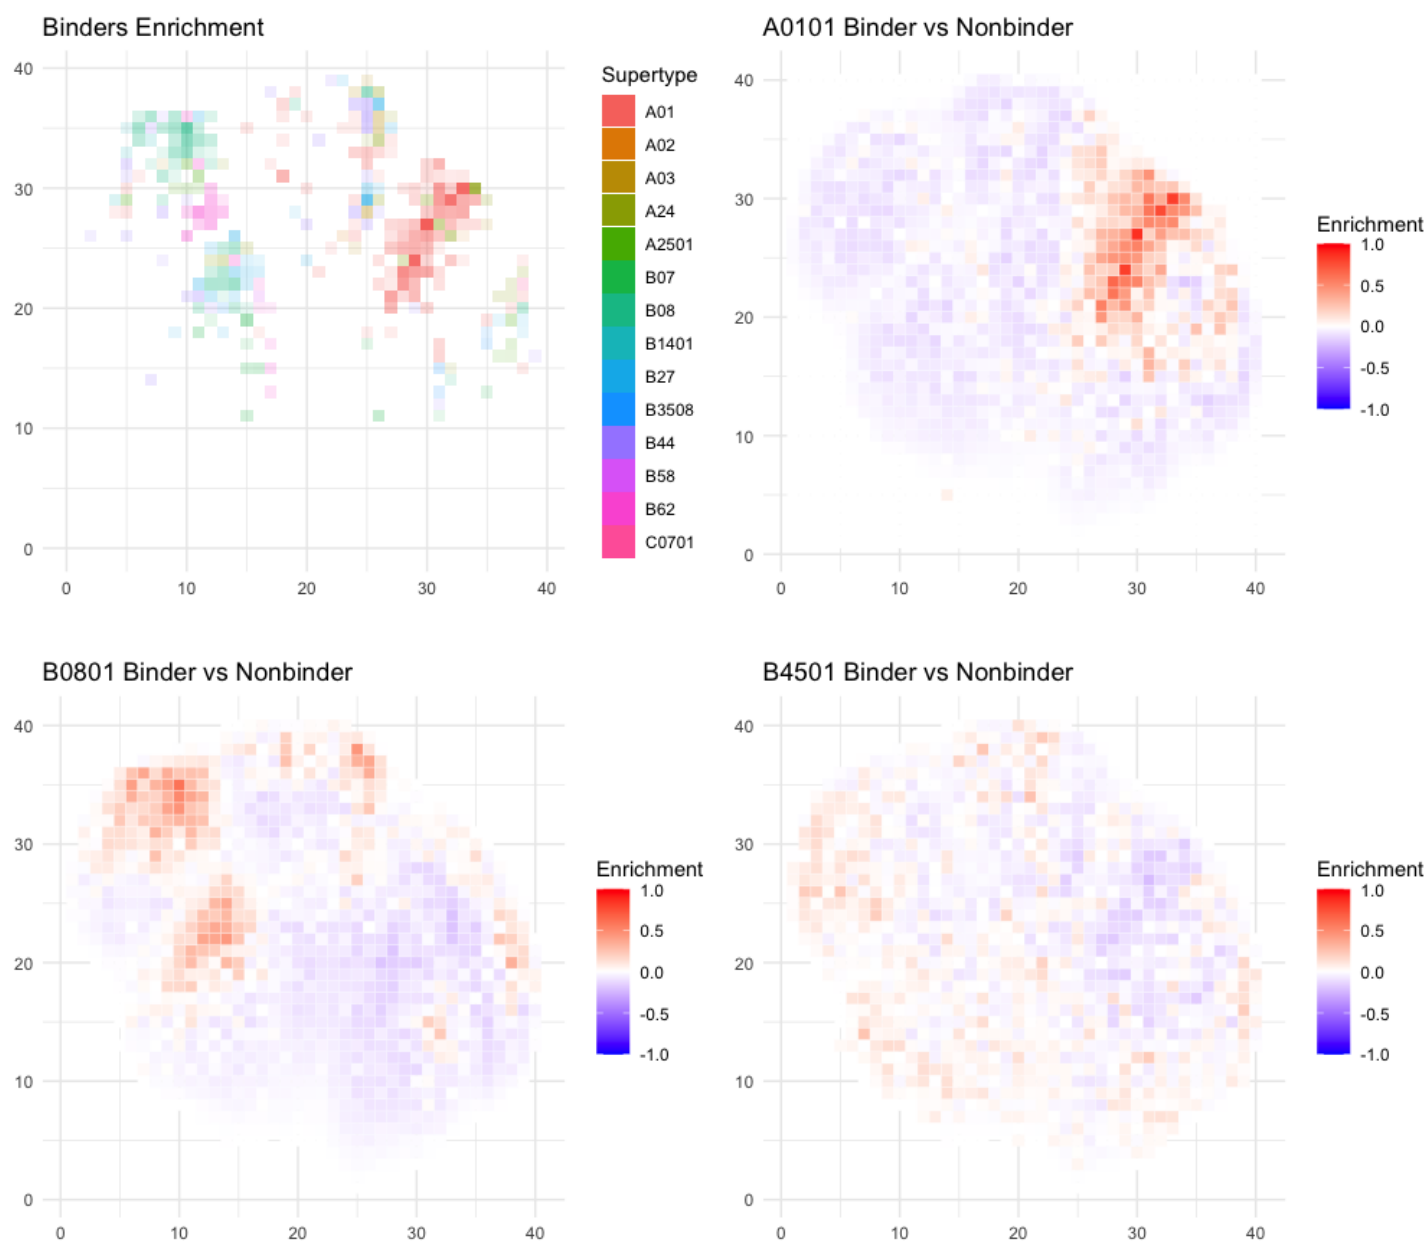 Binders Enrichment
40
30
20
10
0
0 10 20 30 40
Supertype
A01
A02
A03
A24
A2501
B07
B08
B1401
B27
B3508
B44
B58
B62
C0701
A0101 Binder vs Nonbinder
40
30
20
10
0
0 10 20 30 40
Enrichment
1.0
0.5
0.0
-0.5
-1.0
B0801 Binder vs Nonbinder
40
30
20
10
0
0 10 20 30 40
Enrichment
1.0
0.5
0.0
-0.5
-1.0
B4501 Binder vs Nonbinder
40
30
20
10
0
0 10 20 30 40
Enrichment
1.0
0.5
0.0
-0.5
-1.0